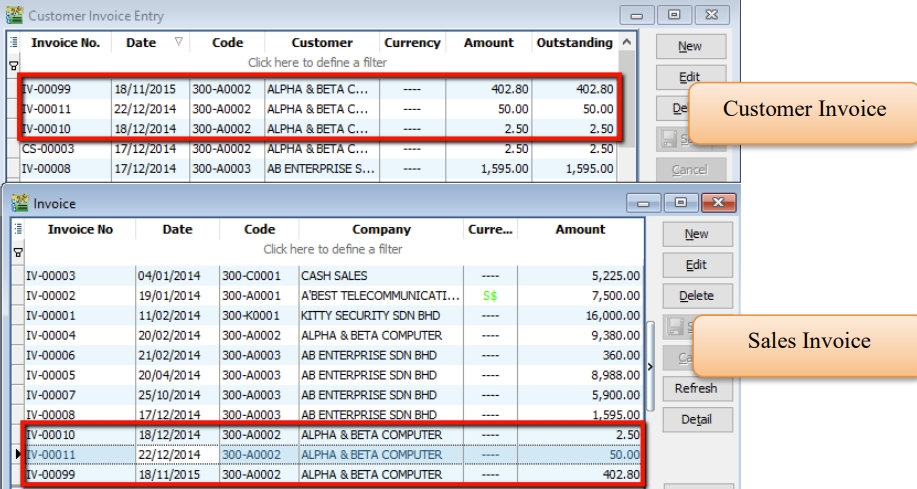 Customer Invoice Entry
Invoice No. Date Code Customer Currency Amount Outstanding
Click here to define a filter
IV-00099 18/11/2015 300-A0002 ALPHA & BETA C... ---- 402.80 402.80
IV-00011 22/12/2014 300-A0002 ALPHA & BETA C... ---- 50.00 50.00
IV-00010 18/12/2014 300-A0002 ALPHA & BETA C... ---- 2.50 2.50
CS-00003 17/12/2014 300-A0002 ALPHA & BETA C... ---- 2.50 2.50
IV-00008 17/12/2014 300-A0003 AB ENTERPRISE S... ---- 1,595.00 1,595.00
New
Edit
De
S
Cancel
Customer Invoice
Invoice
Invoice No Date Code Company Curre... Amount
Click here to define a filter
IV-00003 04/01/2014 300-C0001 CASH SALES ---- 5,225.00
IV-00002 19/01/2014 300-A0001 A'BEST TELECOMMUNICATI... S$ 7,500.00
IV-00001 11/02/2014 300-K0001 KITTY SECURITY SDN BHD ---- 16,000.00
IV-00004 20/02/2014 300-A0002 ALPHA & BETA COMPUTER ---- 9,380.00
IV-00006 21/02/2014 300-A0003 AB ENTERPRISE SDN BHD ---- 360.00
IV-00005 20/04/2014 300-A0003 AB ENTERPRISE SDN BHD ---- 8,988.00
IV-00007 25/10/2014 300-A0003 AB ENTERPRISE SDN BHD ---- 5,900.00
IV-00008 17/12/2014 300-A0003 AB ENTERPRISE SDN BHD ---- 1,595.00
IV-00010 18/12/2014 300-A0002 ALPHA & BETA COMPUTER ---- 2.50
IV-00011 22/12/2014 300-A0002 ALPHA & BETA COMPUTER ---- 50.00
IV-00099 18/11/2015 300-A0002 ALPHA & BETA COMPUTER ---- 402.80
New
Edit
Delete
S
Ca
Refresh
Detail
Sales Invoice